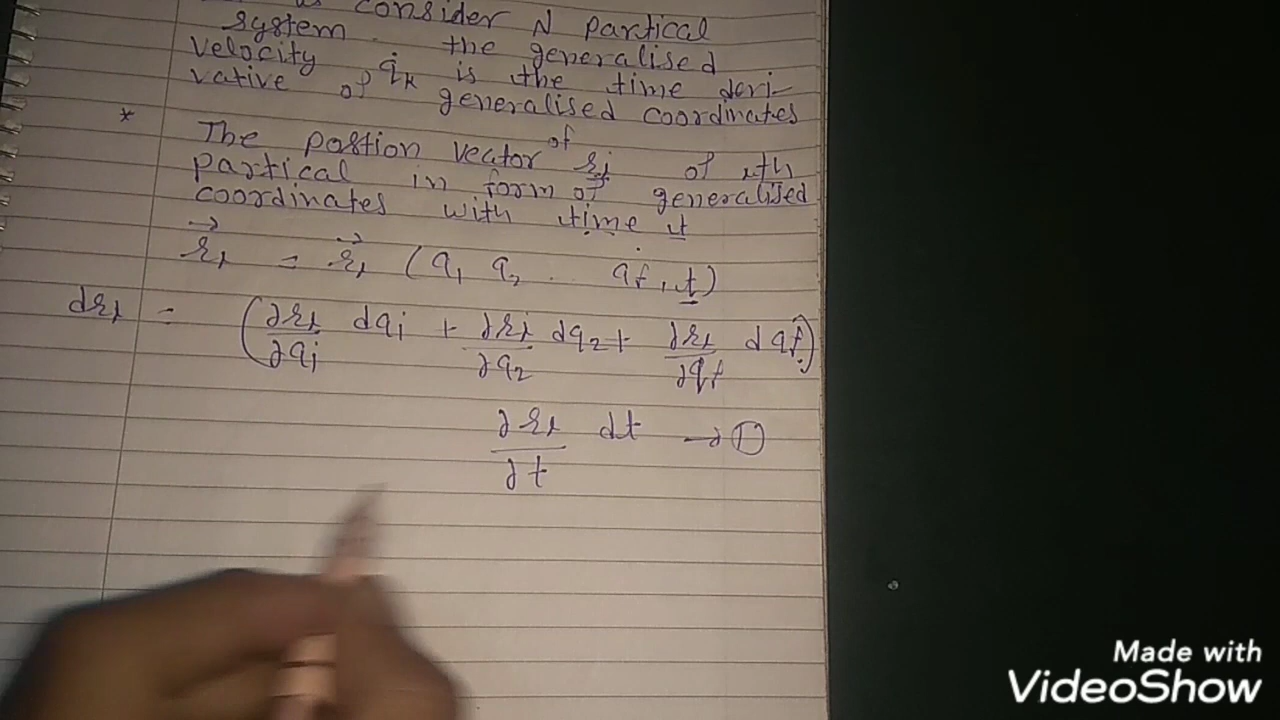 us consider N partical
system. the generalised
velocity q̇ₖ is the time deri-
vative of generalised coordinates
* The postion veator of rᵢ of ith
partical in form of generalised
coordinates with time t
r⃗ᵢ = r⃗ᵢ (q₁ q₂ .. qf, t)
drᵢ = (∂rᵢ/∂qᵢ dqᵢ + ∂rᵢ/∂q₂ dq₂ + ∂rᵢ/∂qf dqf)
∂rᵢ/∂t dt → ①
Made with
VideoShow